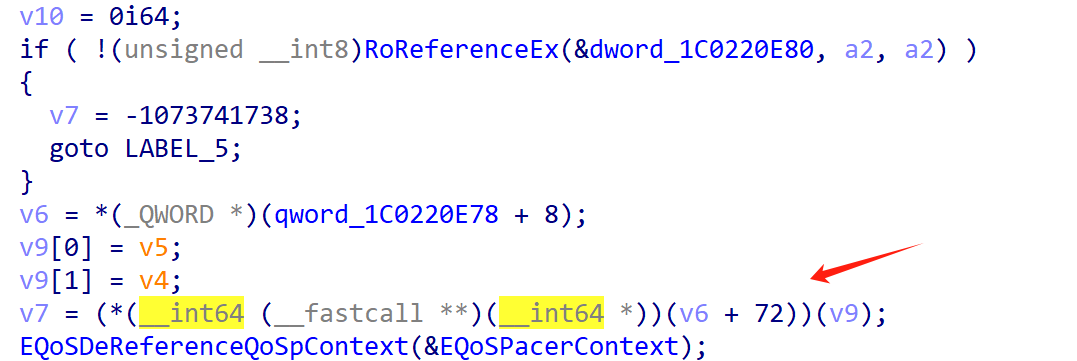 v10 = 0i64;
if ( !(unsigned __int8)RoReferenceEx(&dword_1C0220E80, a2, a2) )
{
  v7 = -1073741738;
  goto LABEL_5;
}
v6 = *(_QWORD *)(qword_1C0220E78 + 8);
v9[0] = v5;
v9[1] = v4;
v7 = (*(__int64 (__fastcall **)(__int64 *))(v6 + 72))(v9);
EQoSDeReferenceQoSpContext(&EQoSPacerContext);